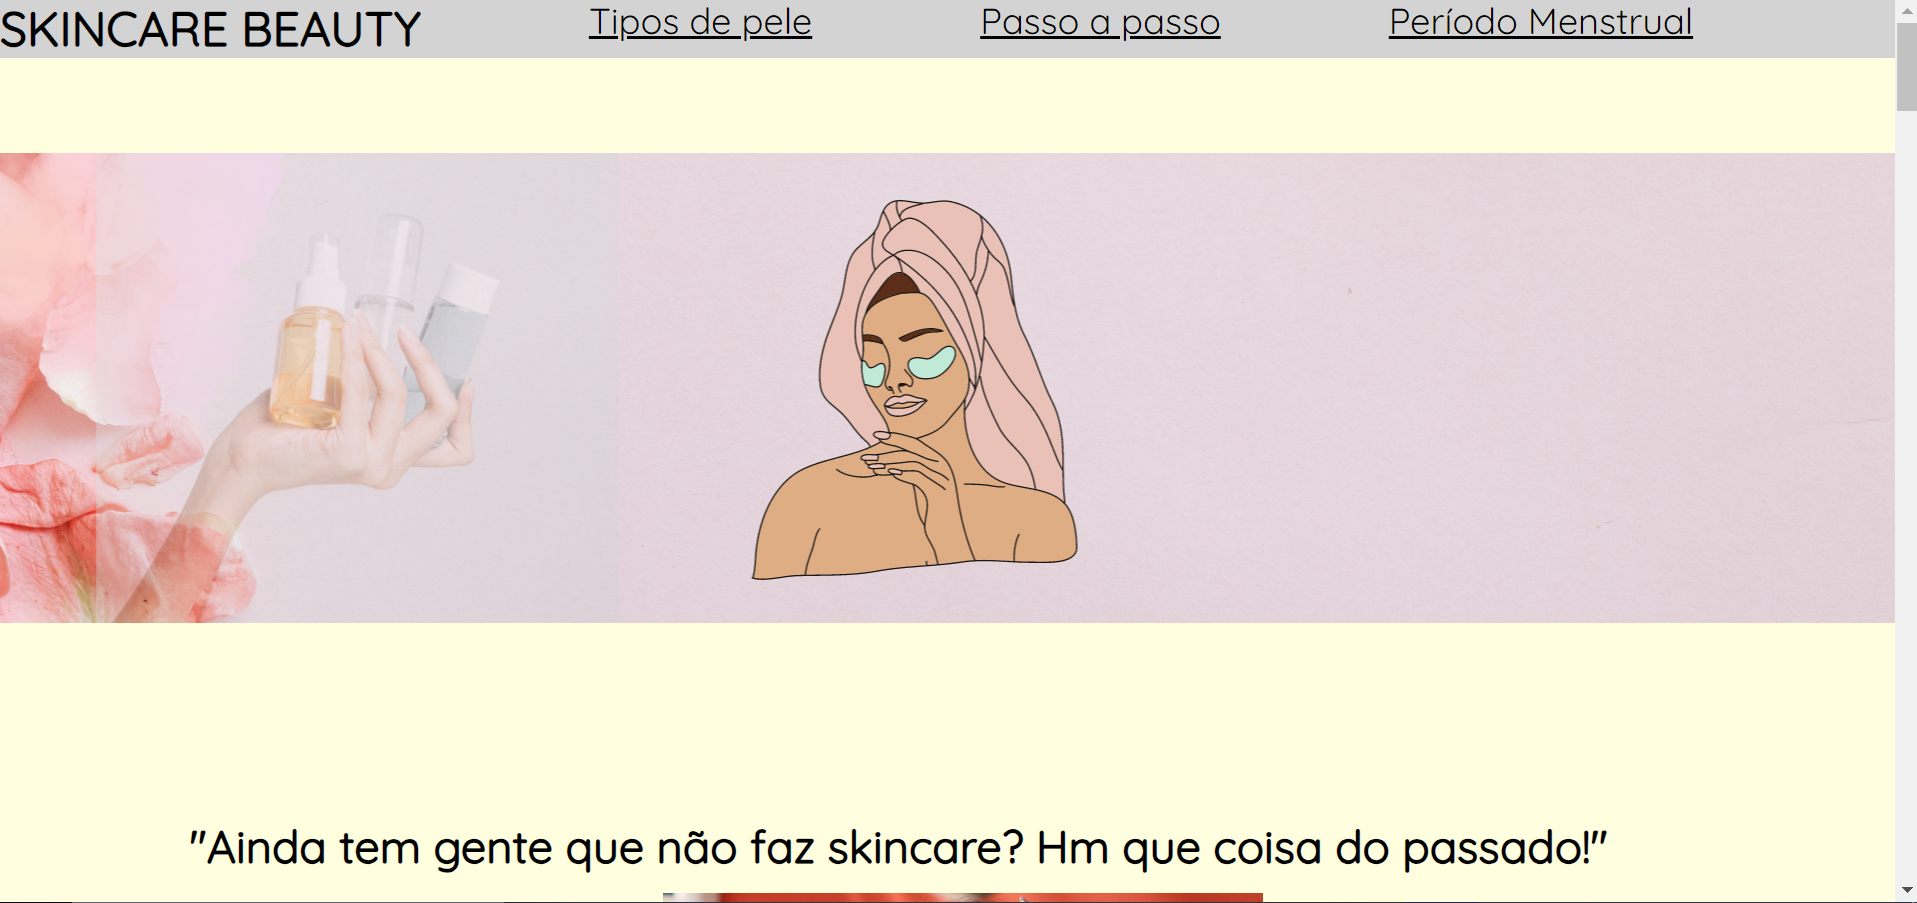 SKINCARE BEAUTY
Tipos de pele
Passo a passo
Período Menstrual
"Ainda tem gente que não faz skincare? Hm que coisa do passado!"